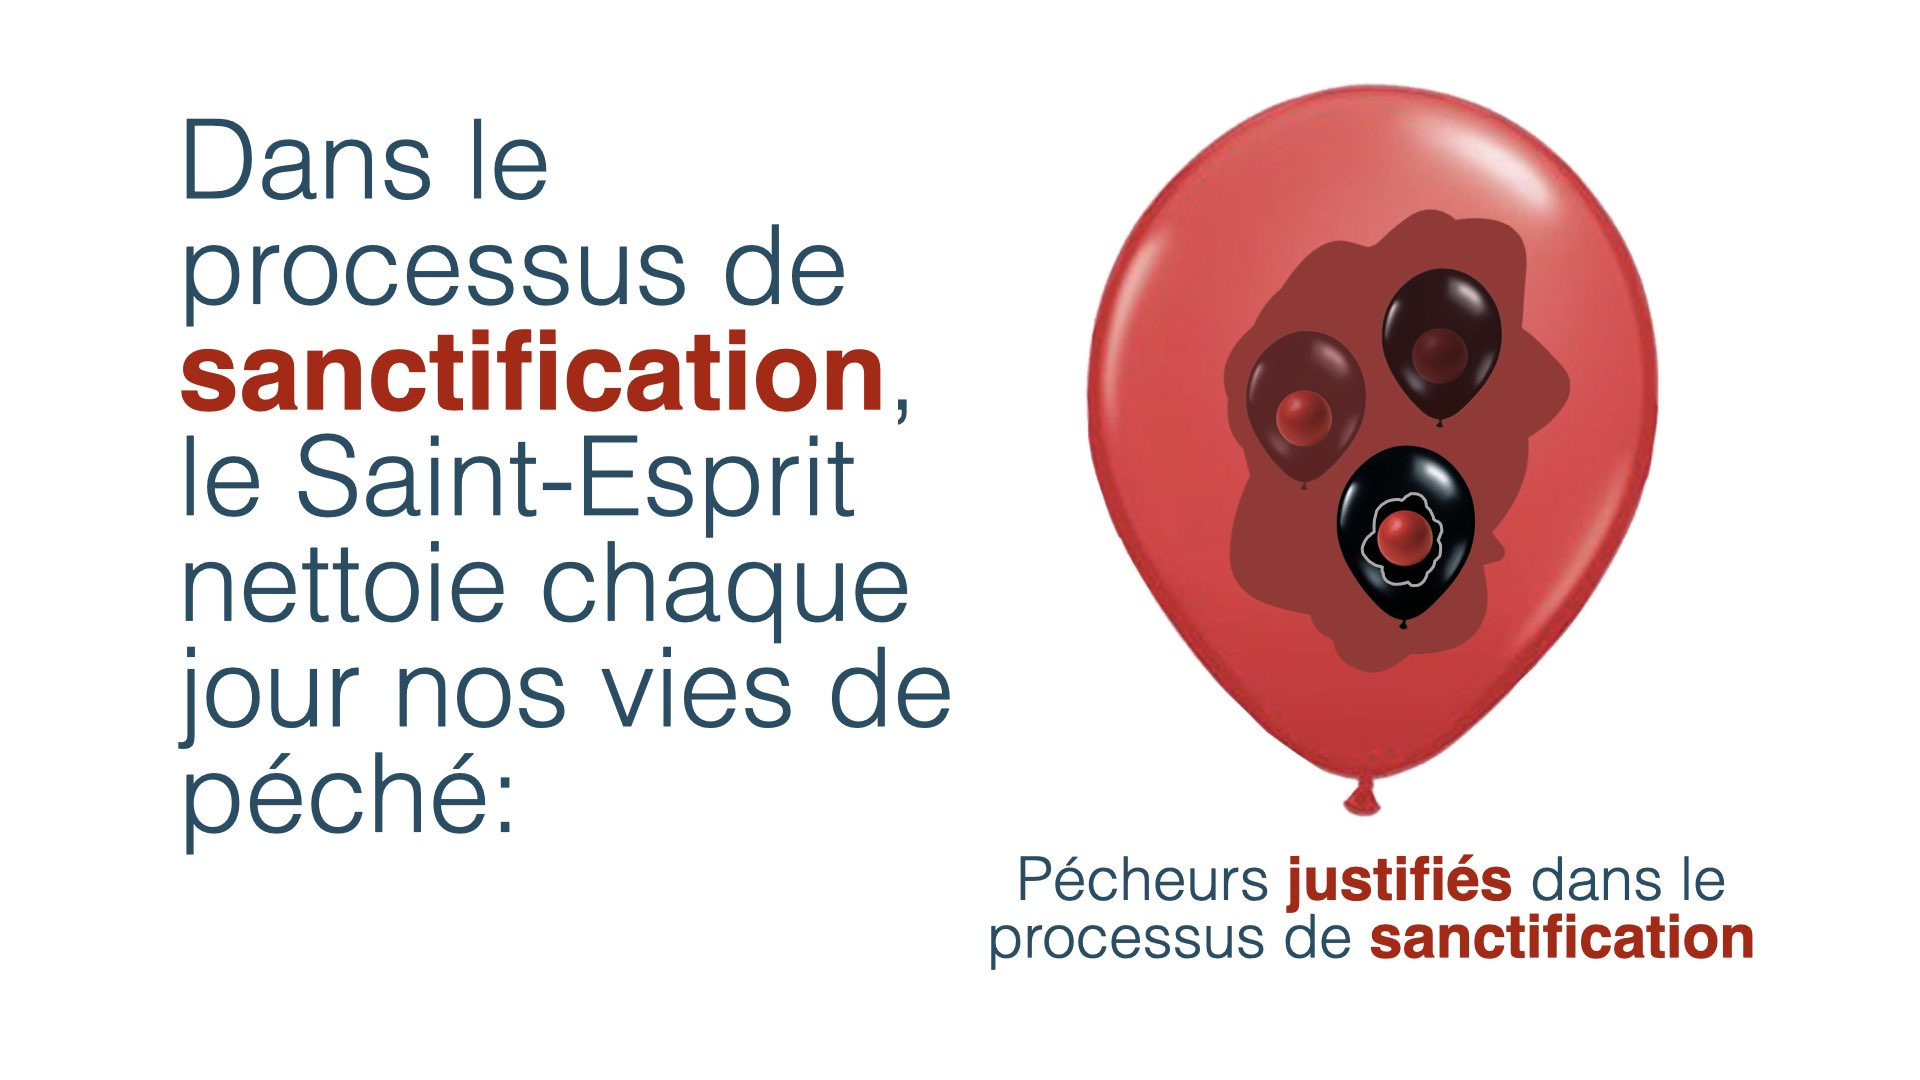 Dans le
processus de
sanctification,
le Saint-Esprit
nettoie chaque
jour nos vies de
péché:
Pécheurs justifiés dans le
processus de sanctification